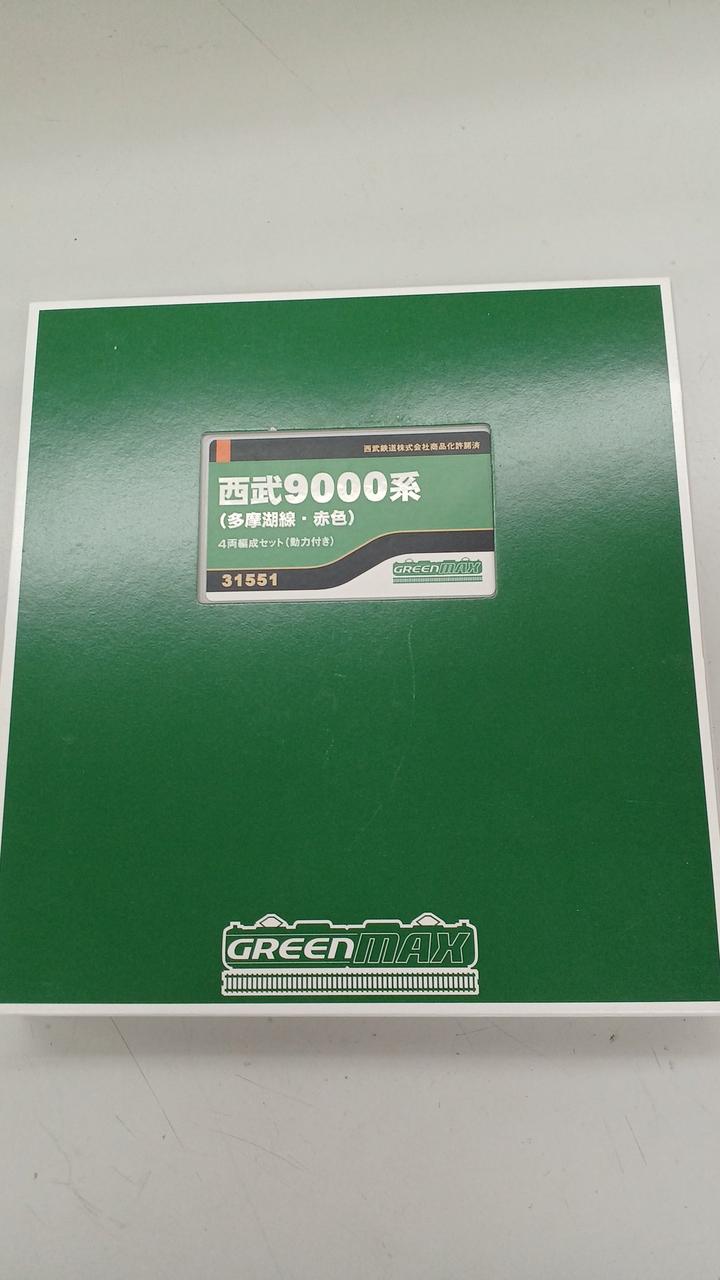 西武鉄道株式会社商品化許諾済
西武9000系
(多摩湖線・赤色)
4両編成セット(動力付き)
31551
GREENMAX
GREENMAX